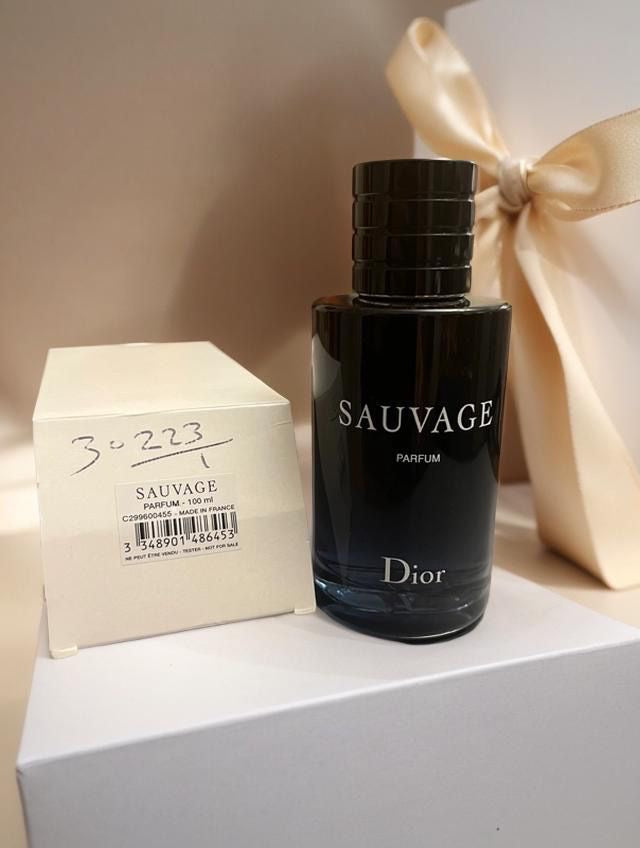 30223
1
SAUVAGE
PARFUM - 100 ml
C299600455 - MADE IN FRANCE
3 348901 486453
NE PEUT ÊTRE VENDU - TESTER - NOT FOR SALE
SAUVAGE
PARFUM
Dior